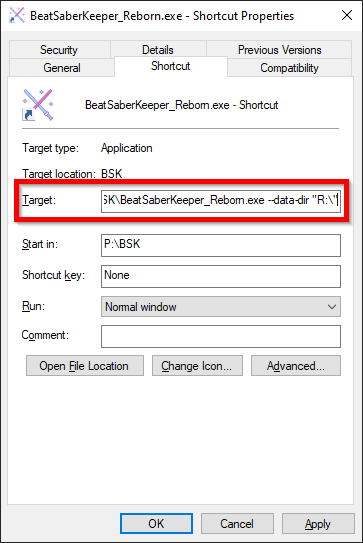 BeatSaberKeeper_Reborn.exe - Shortcut Properties
Security Details Previous Versions
General Shortcut Compatibility
BeatSaberKeeper_Reborn.exe - Shortcut
Target type: Application
Target location: BSK
Target: SK\BeatSaberKeeper_Reborn.exe --data-dir "R:\"
Start in: P:\BSK
Shortcut key: None
Run: Normal window
Comment:
Open File Location Change Icon... Advanced...
OK Cancel Apply